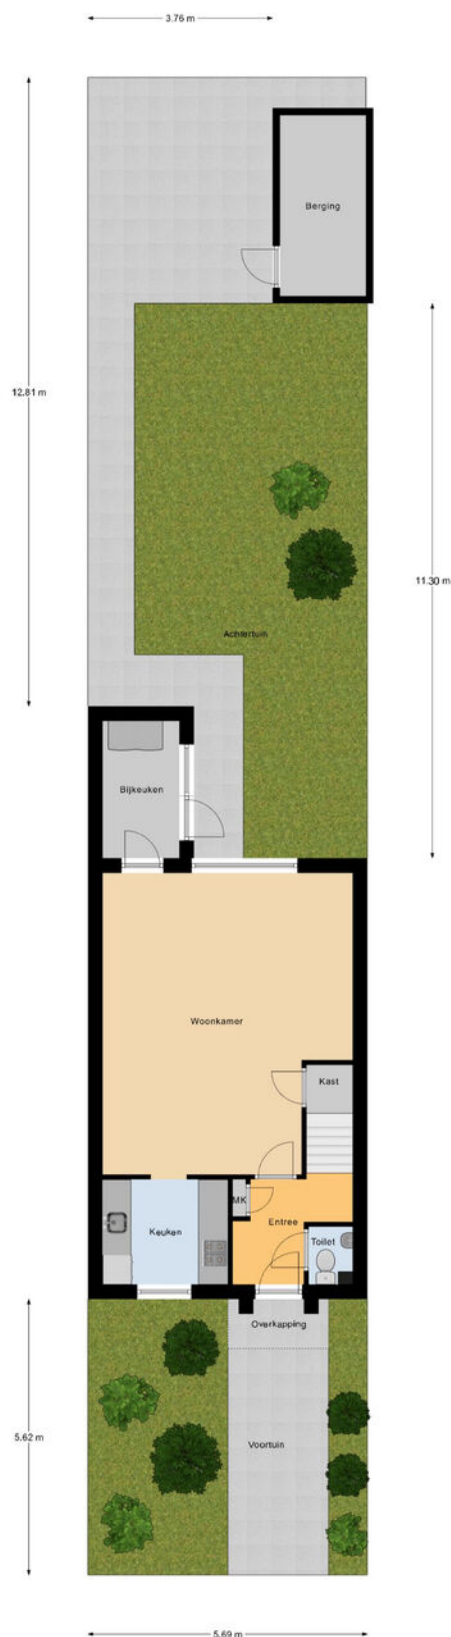 3.76 m
Berging
12.81 m
11.30 m
Achtertuin
Bijkeuken
Woonkamer
Kast
MK
Entree
Keuken
Toilet
Overkapping
5.62 m
Voortuin
5.69 m